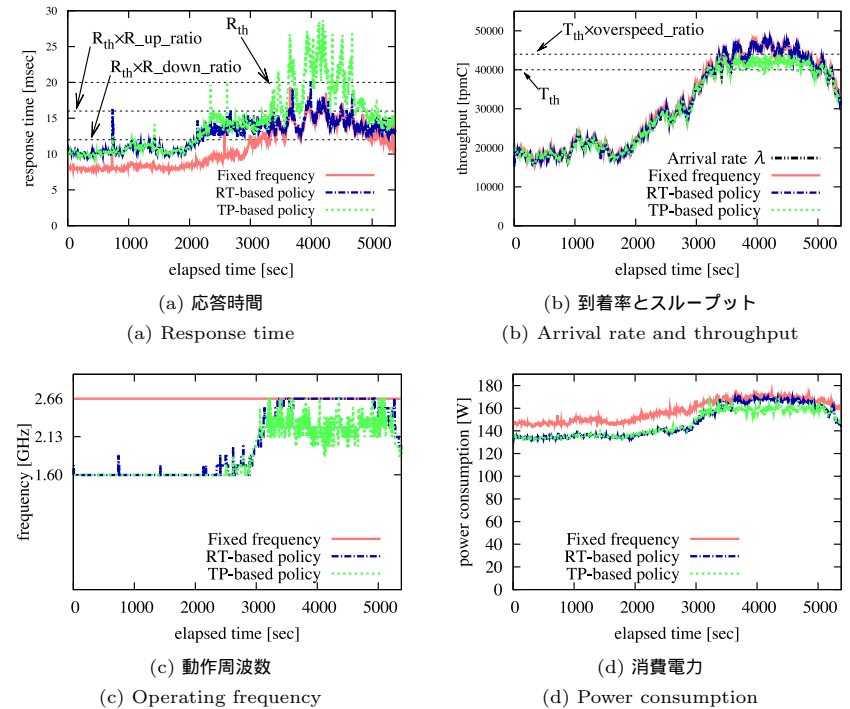 30
25
20
15
10
5
0
response time [msec]
R_th×R_up_ratio
R_th
R_th×R_down_ratio
Fixed frequency
RT-based policy
TP-based policy
0 1000 2000 3000 4000 5000
elapsed time [sec]
(a) 応答時間
(a) Response time
50000
40000
30000
20000
10000
0
throughput [tpmC]
T_th×overspeed_ratio
T_th
Arrival rate λ
Fixed frequency
RT-based policy
TP-based policy
0 1000 2000 3000 4000 5000
elapsed time [sec]
(b) 到着率とスループット
(b) Arrival rate and throughput
2.66
2.13
1.60
frequency [GHz]
Fixed frequency
RT-based policy
TP-based policy
0 1000 2000 3000 4000 5000
elapsed time [sec]
(c) 動作周波数
(c) Operating frequency
180
160
140
120
100
80
60
40
20
0
power consumption [W]
Fixed frequency
RT-based policy
TP-based policy
0 1000 2000 3000 4000 5000
elapsed time [sec]
(d) 消費電力
(d) Power consumption